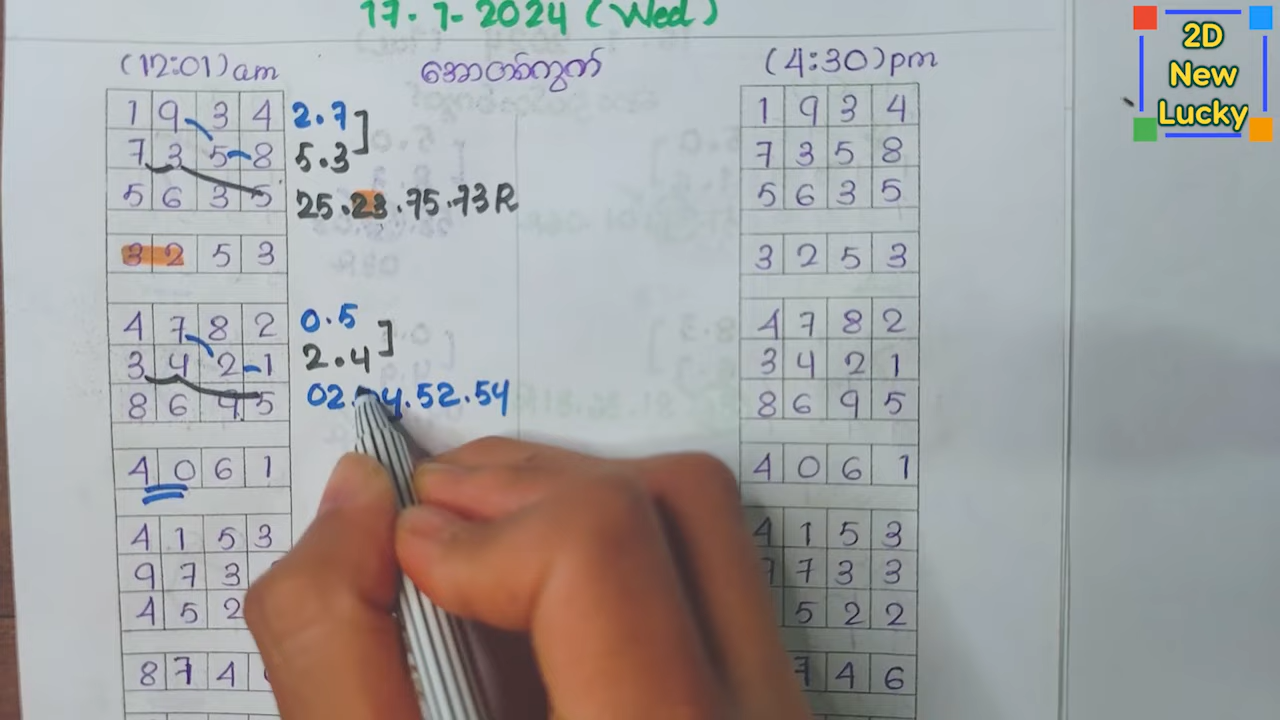 17.7-2024 (Wed)
2D
New
Lucky
(12:01)am
အောတာ်ကွက်
(4:30)pm
1 9 3 4
2.7
7 3 5 8
5.3
5 6 3 5
25.23.75.73R
3 2 5 3
4 7 8 2
0.5
3 4 2 1
2.4
8 6 9 5
02. 4.52.54
4 0 6 1
4 1 5 3
9 7 3
4 5 2
8 7 4
1 9 3 4
7 3 5 8
5 6 3 5
3 2 5 3
4 7 8 2
3 4 2 1
8 6 9 5
4 0 6 1
4 1 5 3
7 3 3
5 2 2
7 4 6